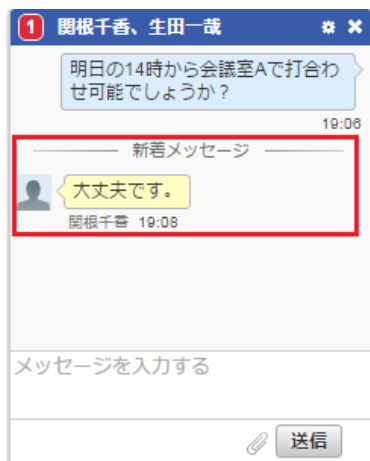 1 関根千香、生田一哉
明日の14時から会議室Aで打合わ
せ可能でしょうか？
19:06
新着メッセージ
大丈夫です。
関根千香 19:08
メッセージを入力する
送信